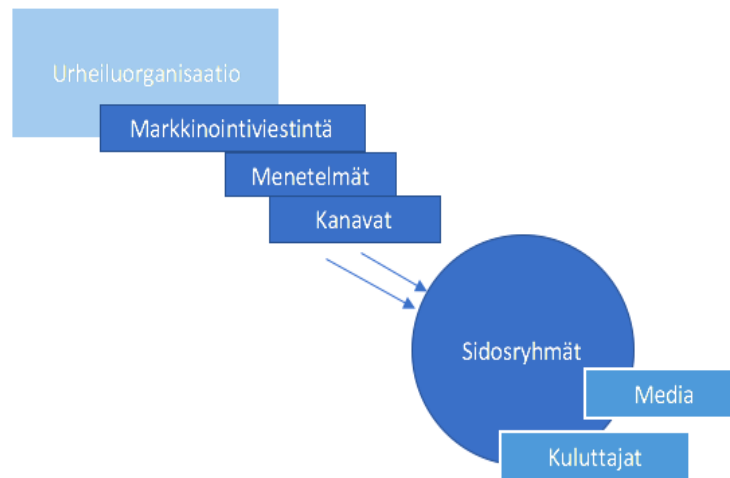 Urheiluorganisaatio
Markkinointiviestintä
Menetelmät
Kanavat
Sidosryhmät
Media
Kuluttajat